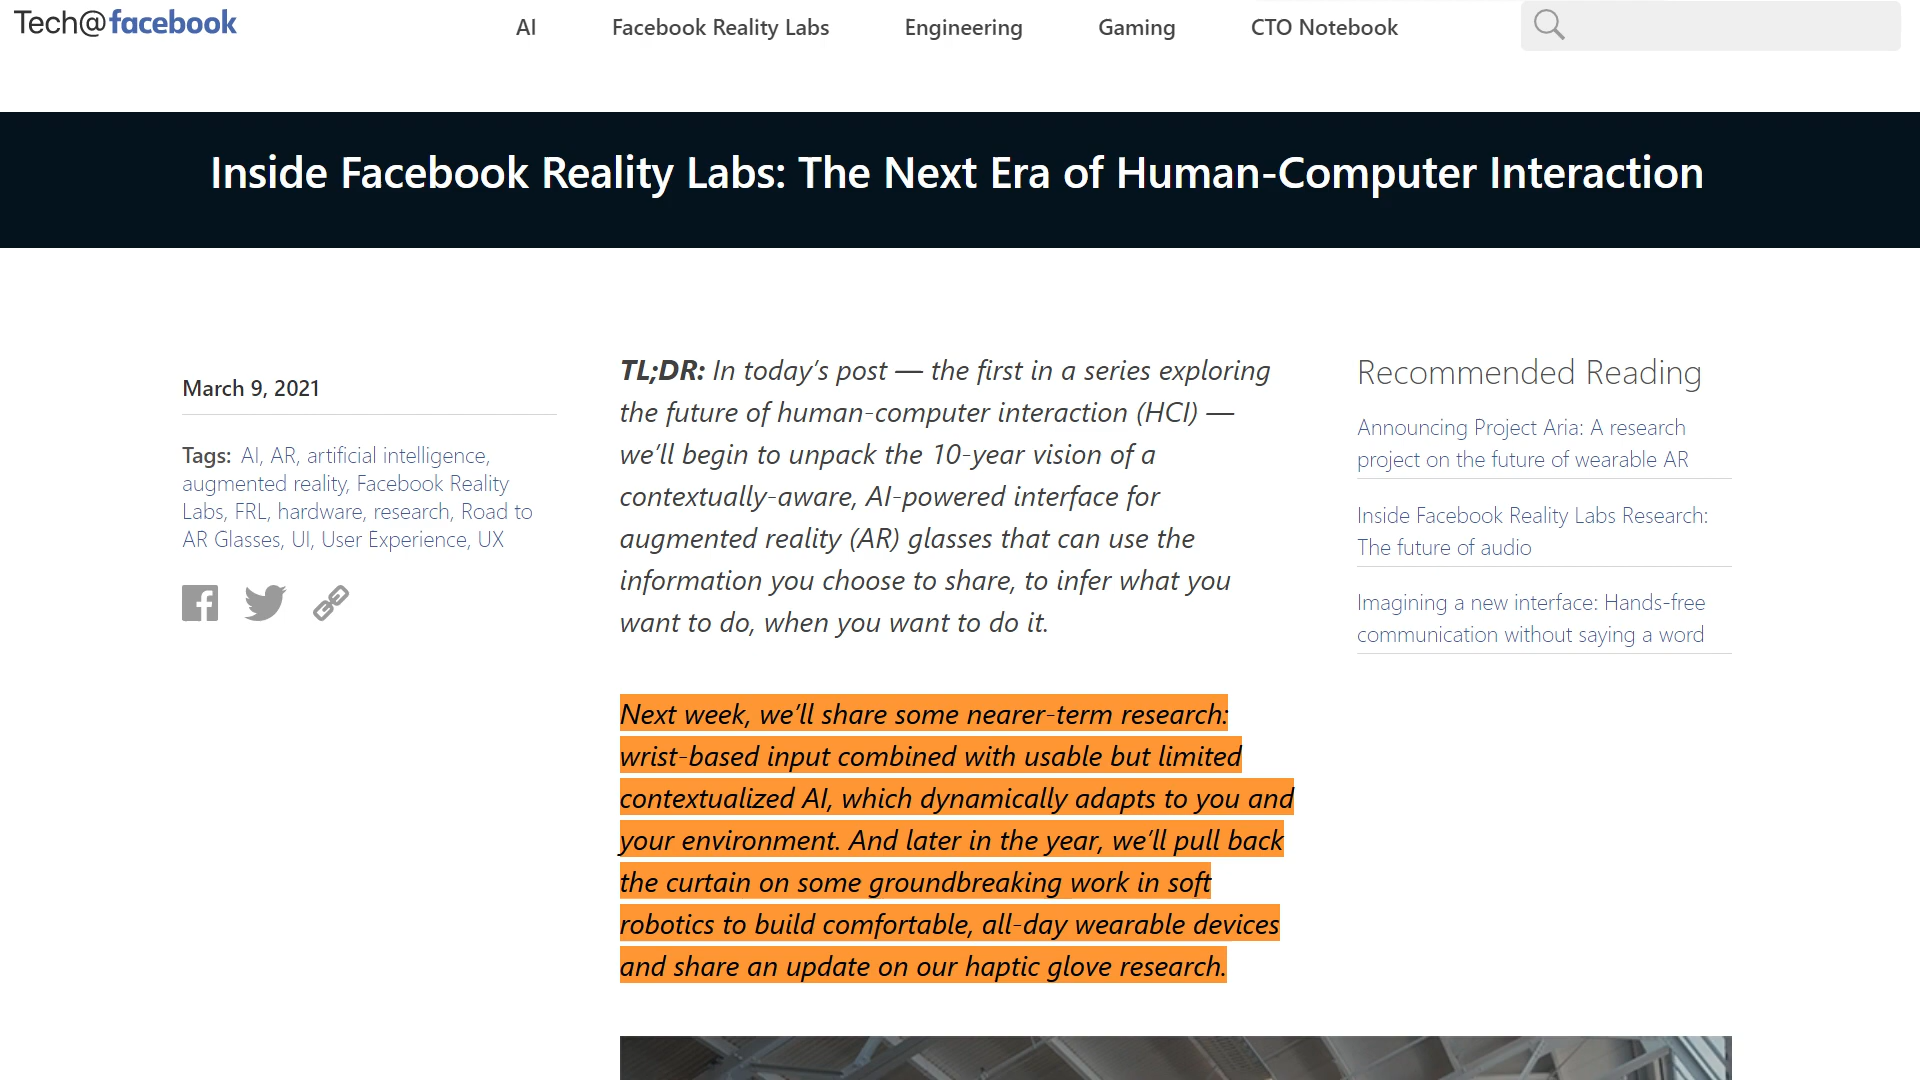 Tech@facebook
AI
Facebook Reality Labs
Engineering
Gaming
CTO Notebook
Inside Facebook Reality Labs: The Next Era of Human-Computer Interaction
March 9, 2021
Tags: AI, AR, artificial intelligence,
augmented reality, Facebook Reality
Labs, FRL, hardware, research, Road to
AR Glasses, UI, User Experience, UX
TL;DR: In today’s post — the first in a series exploring
the future of human-computer interaction (HCI) —
we’ll begin to unpack the 10-year vision of a
contextually-aware, AI-powered interface for
augmented reality (AR) glasses that can use the
information you choose to share, to infer what you
want to do, when you want to do it.
Next week, we’ll share some nearer-term research:
wrist-based input combined with usable but limited
contextualized AI, which dynamically adapts to you and
your environment. And later in the year, we’ll pull back
the curtain on some groundbreaking work in soft
robotics to build comfortable, all-day wearable devices
and share an update on our haptic glove research.
Recommended Reading
Announcing Project Aria: A research
project on the future of wearable AR
Inside Facebook Reality Labs Research:
The future of audio
Imagining a new interface: Hands-free
communication without saying a word